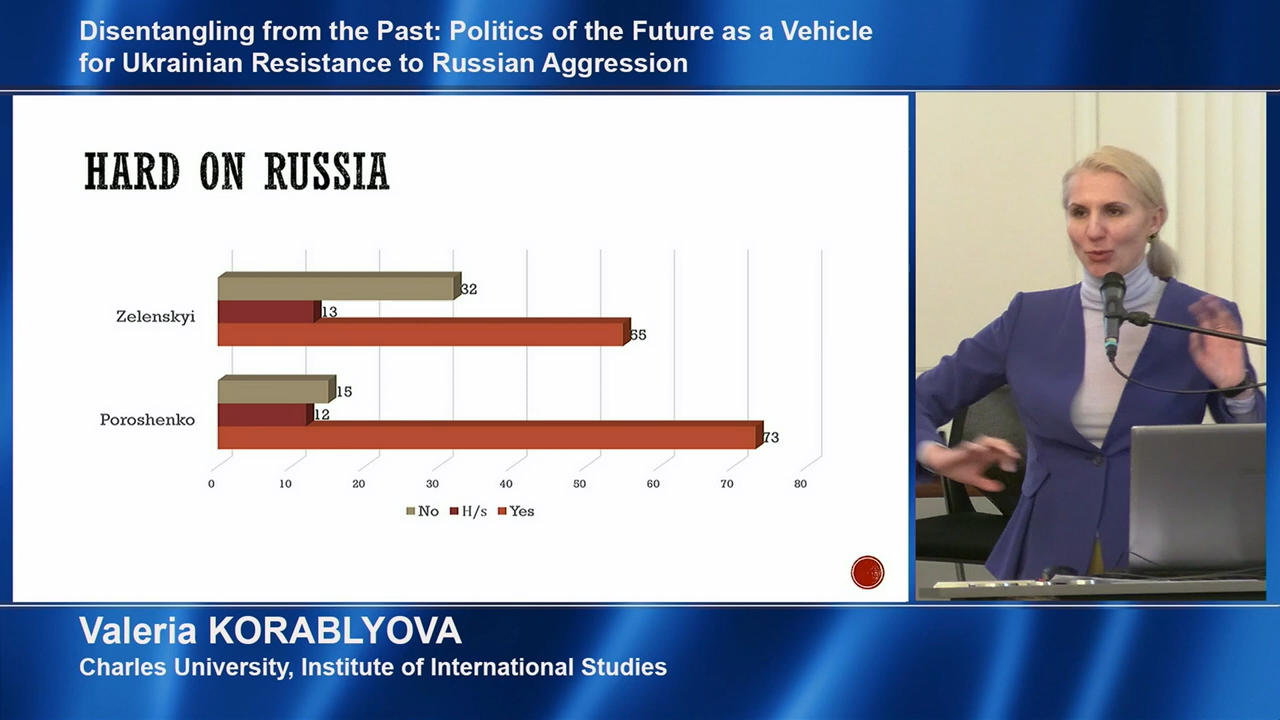 Disentangling from the Past: Politics of the Future as a Vehicle
for Ukrainian Resistance to Russian Aggression
HARD ON RUSSIA
Zelenskyi
32
13
55
Poroshenko
15
12
73
0 10 20 30 40 50 60 70 80
No H/s Yes
Valeria KORABLYOVA
Charles University, Institute of International Studies